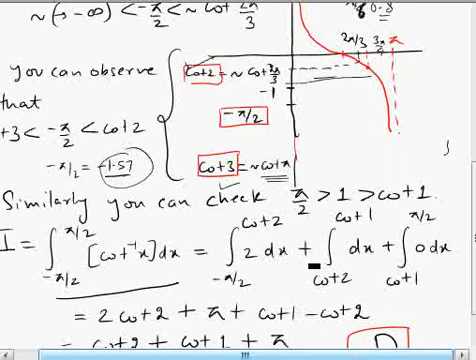 ~(→ -∞) < -π/2 < ~ cot 2π/3
2π/3 3π/4 π
you can observe
cot 2 = ~ cot 2π/3
that
-1
+3 < -π/2 < cot 2
-π/2
-π/2 = -1.57
cot 3 = ~ cot π
Similarly you can check π/2 > 1 > cot 1.
I = ∫_{-π/2}^{π/2} [cot⁻¹x] dx = ∫_{-π/2}^{cot 2} 2 dx + ∫_{cot 2}^{cot 1} dx + ∫_{cot 1}^{π/2} 0 dx
= 2 cot 2 + π + cot 1 - cot 2
= cot 2 + cot 1 + π